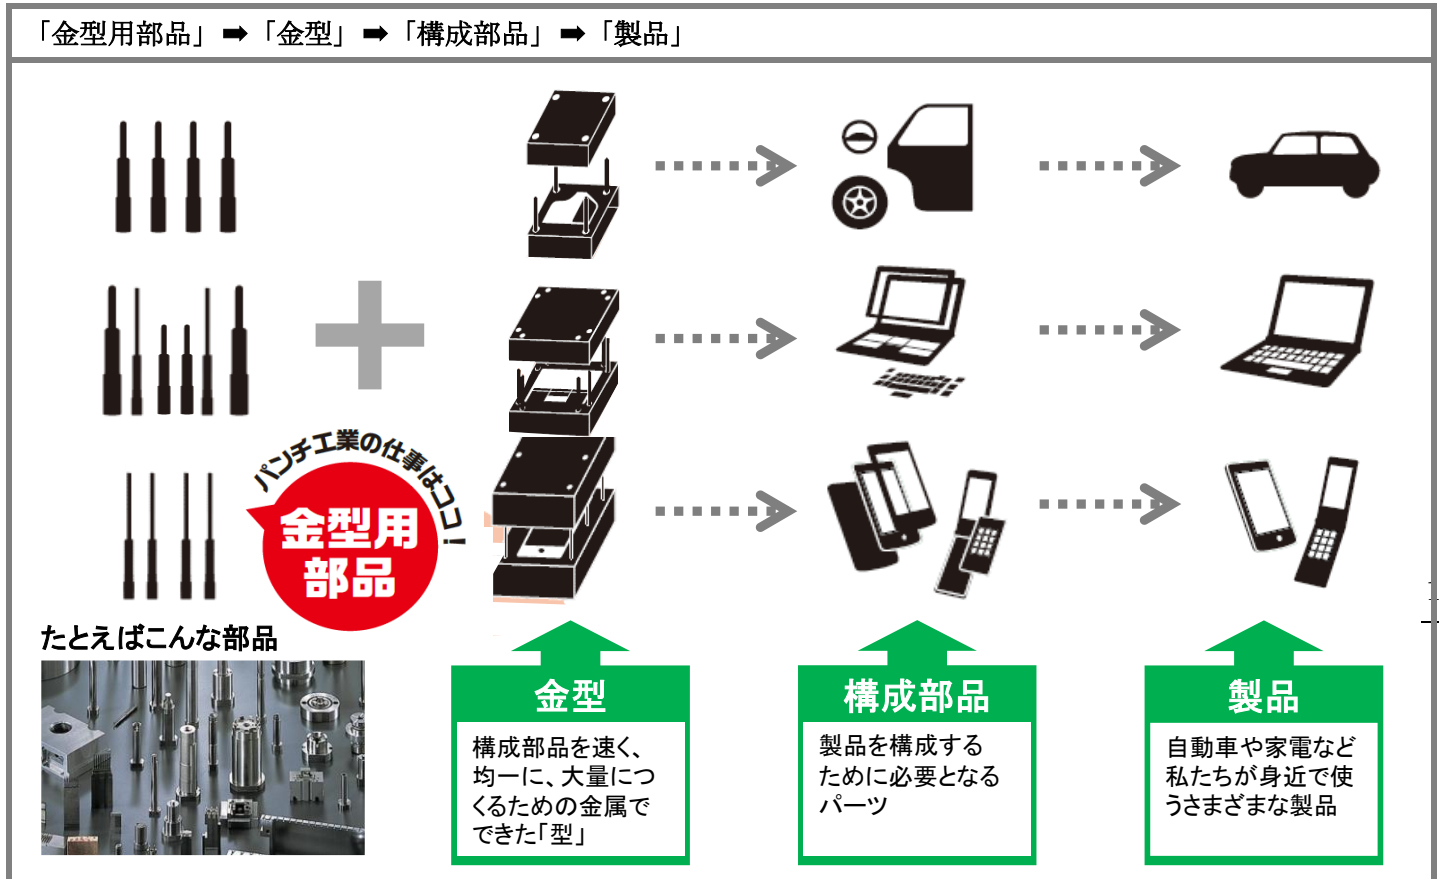 「金型用部品」 ➡ 「金型」 ➡ 「構成部品」 ➡ 「製品」
パンチ工業の仕事はココ!
金型用
部品
たとえばこんな部品
金型
構成部品を速く、
均一に、大量につ
くるための金属で
できた「型」
構成部品
製品を構成する
ために必要となる
パーツ
製品
自動車や家電など
私たちが身近で使
うさまざまな製品